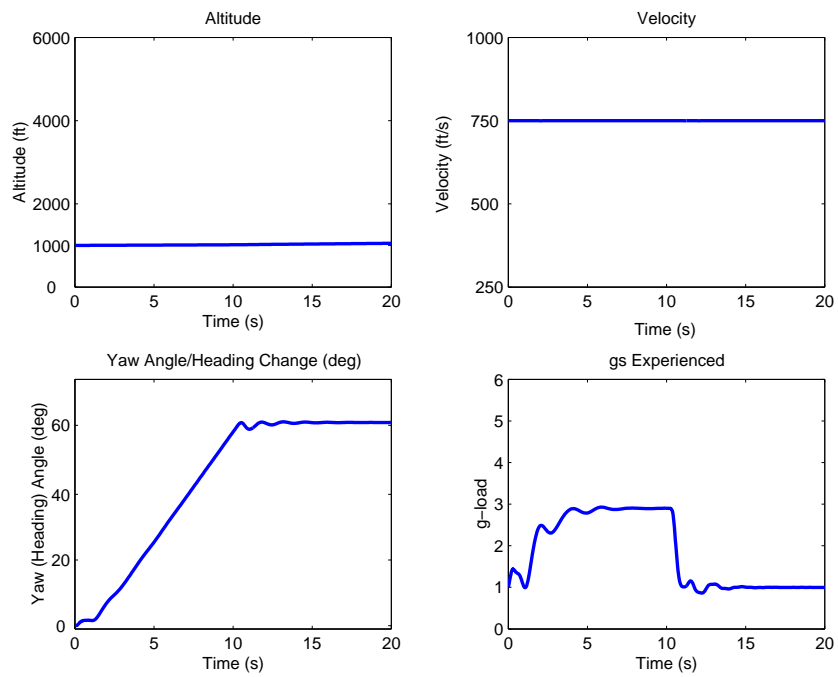 Altitude
6000
4000
2000
1000
0
0 5 10 15 20
Altitude (ft)
Time (s)
Velocity
1000
750
500
250
0 5 10 15 20
Velocity (ft/s)
Time (s)
Yaw Angle/Heading Change (deg)
60
40
20
0
0 5 10 15 20
Yaw (Heading) Angle (deg)
Time (s)
gs Experienced
6
5
4
3
2
1
0
0 5 10 15 20
g-load
Time (s)